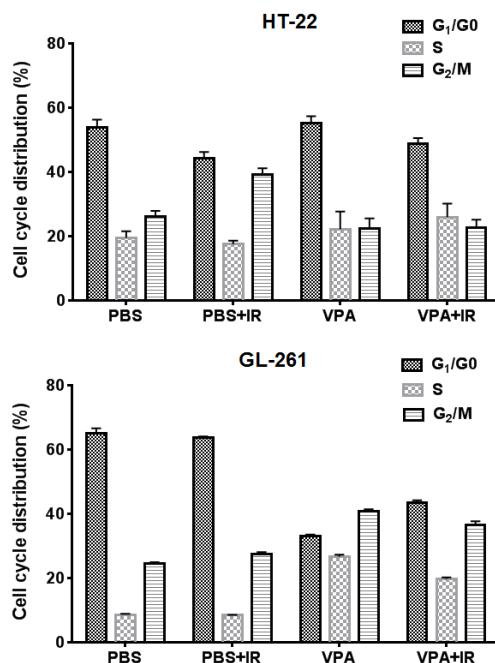 HT-22
G₁/G0
S
G₂/M
Cell cycle distribution (%)
80
60
40
20
0
PBS
PBS+IR
VPA
VPA+IR
GL-261
G₁/G0
S
G₂/M
Cell cycle distribution (%)
80
60
40
20
0
PBS
PBS+IR
VPA
VPA+IR